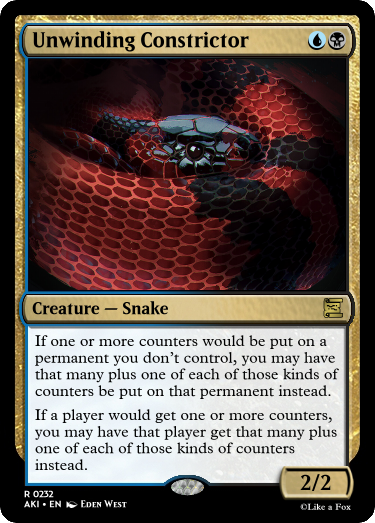 Unwinding Constrictor
Creature — Snake
If one or more counters would be put on a
permanent you don't control, you may have
that many plus one of each of those kinds of
counters be put on that permanent instead.
If a player would get one or more counters,
you may have that player get that many plus
one of each of those kinds of counters
instead.
2/2
R 0232
AKI • EN Eden West
©Like a Fox